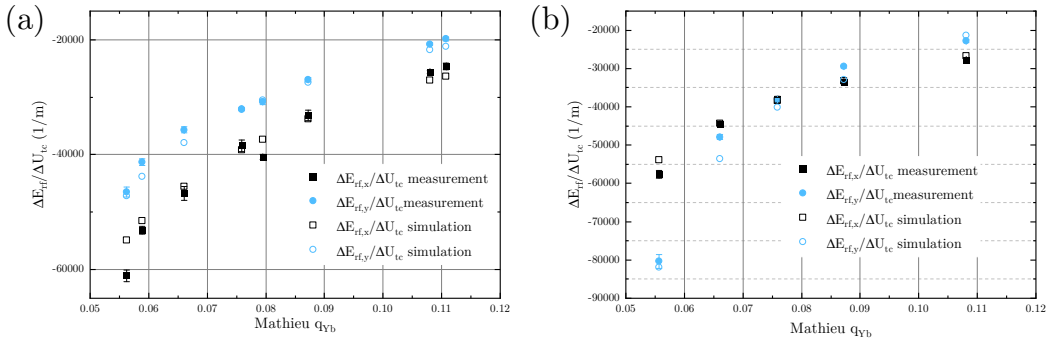 (a)
-20000
-40000
-60000
ΔE_rf/ΔU_tc (1/m)
ΔE_rf,x/ΔU_tc measurement
ΔE_rf,y/ΔU_tc measurement
ΔE_rf,x/ΔU_tc simulation
ΔE_rf,y/ΔU_tc simulation
0.05 0.06 0.07 0.08 0.09 0.10 0.11 0.12
Mathieu q_Yb
(b)
-20000
-30000
-40000
-50000
-60000
-70000
-80000
-90000
ΔE_rf/ΔU_tc (1/m)
ΔE_rf,x/ΔU_tc measurement
ΔE_rf,y/ΔU_tc measurement
ΔE_rf,x/ΔU_tc simulation
ΔE_rf,y/ΔU_tc simulation
0.05 0.06 0.07 0.08 0.09 0.10 0.11 0.12
Mathieu q_Yb